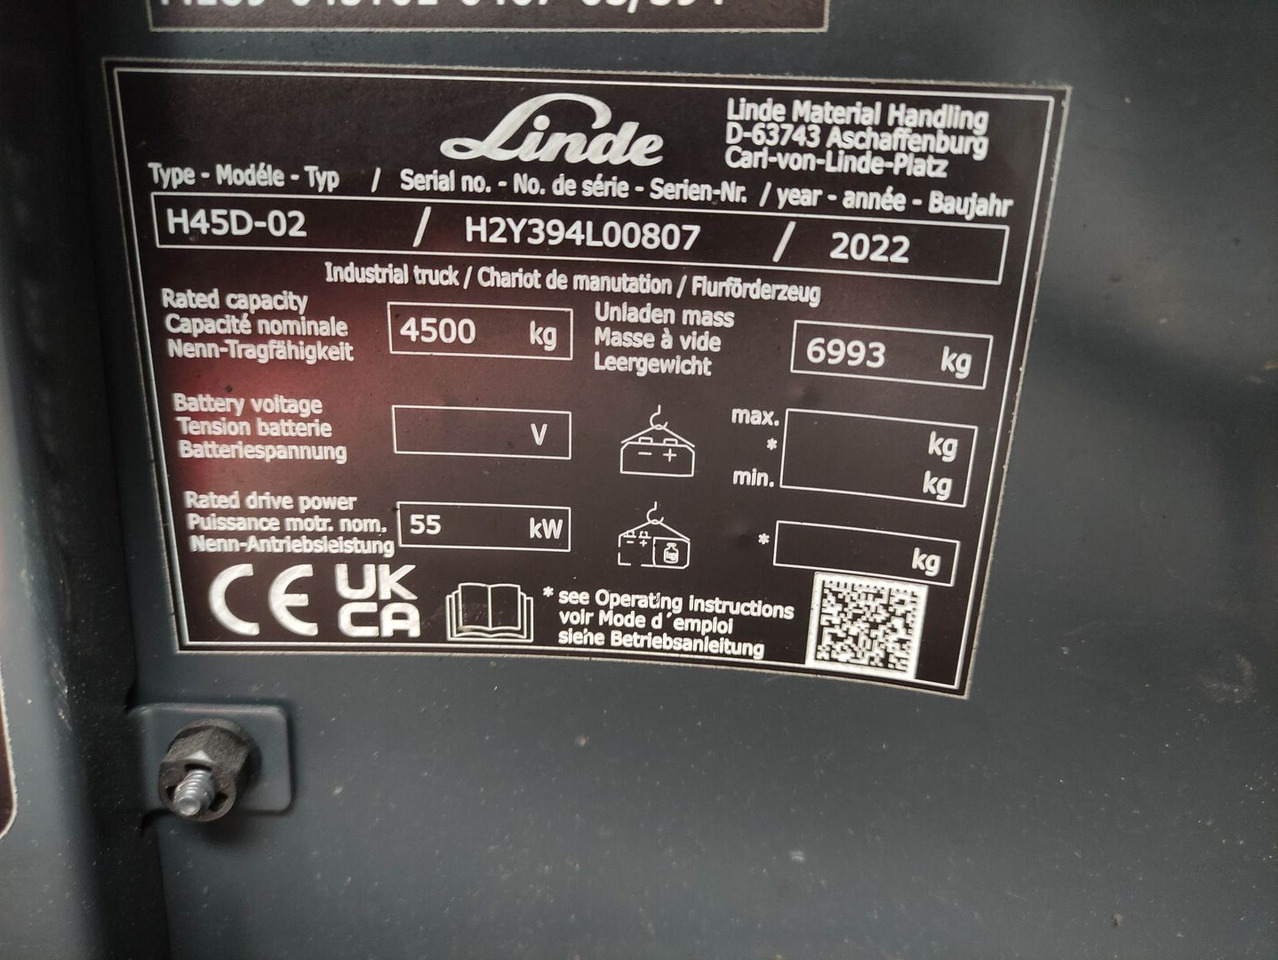 Linde
Linde Material Handling
D-63743 Aschaffenburg
Carl-von-Linde-Platz
Type - Modéle - Typ / Serial no. - No. de série - Serien-Nr. / year - année - Baujahr
H45D-02 / H2Y394L00807 / 2022
Industrial truck / Chariot de manutation / Flurförderzeug
Rated capacity
Capacité nominale
Nenn-Tragfähigkeit
4500 kg
Unladen mass
Masse à vide
Leergewicht
6993 kg
Battery voltage
Tension batterie
Batteriespannung
V
max. kg
*
min. kg
Rated drive power
Puissance motr. nom.
Nenn-Antriebsleistung
55 kW
* kg
CE UK
CA
* see Operating instructions
voir Mode d´emploi
siehe Betriebsanleitung